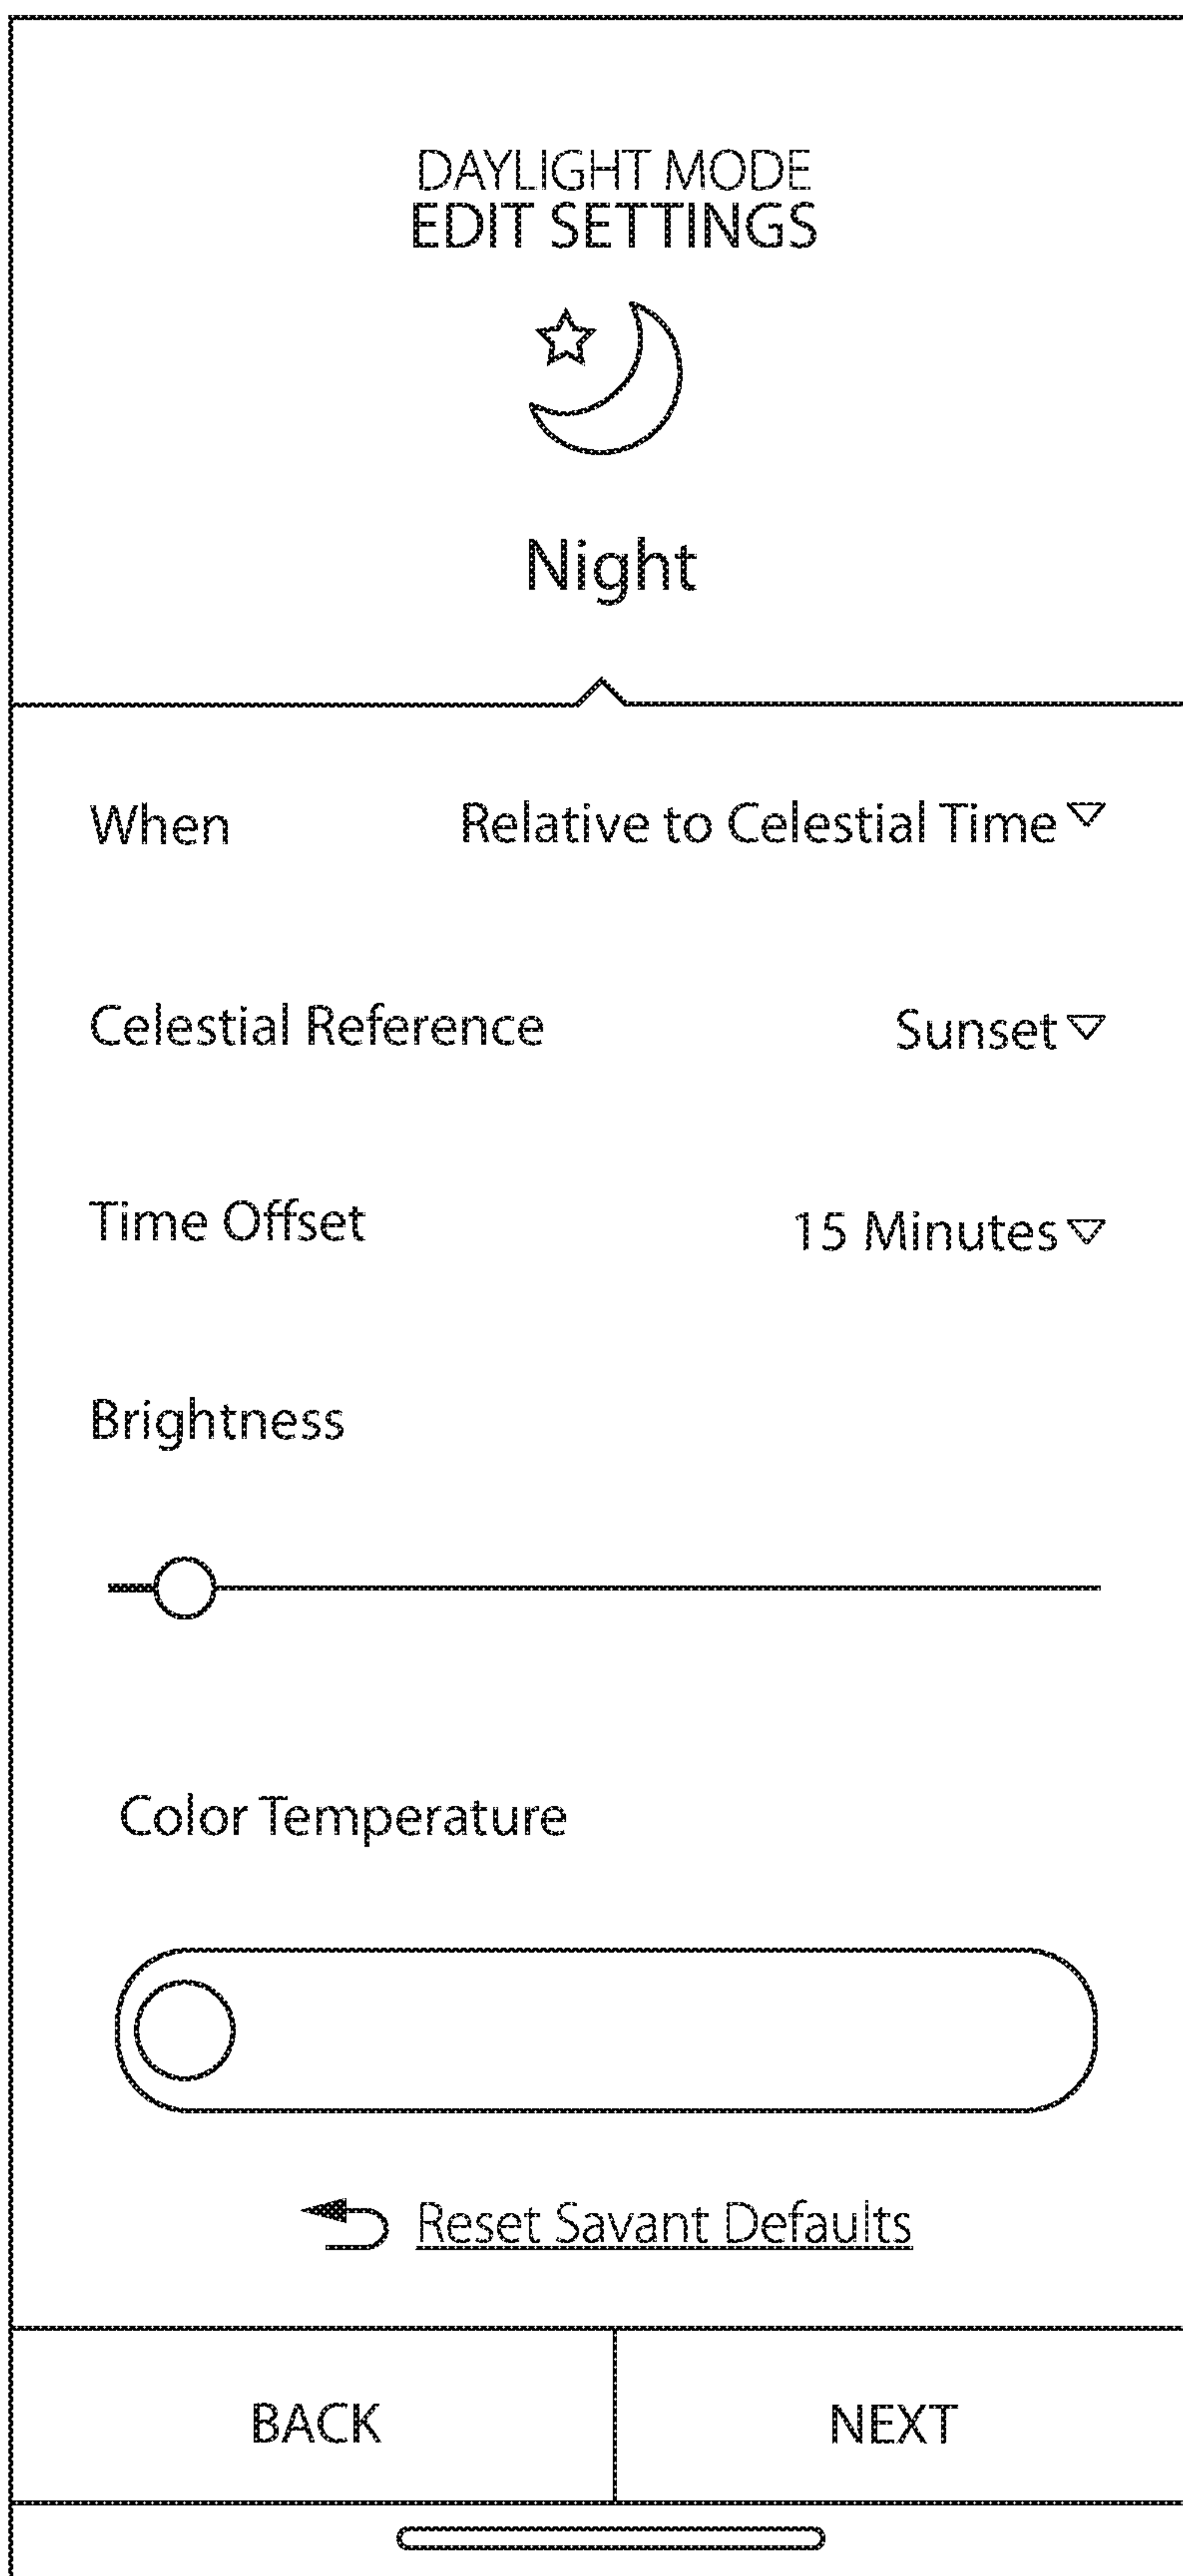 DAYLIGHT MODE
EDIT SETTINGS
Night
When Relative to Celestial Time
Celestial Reference Sunset
Time Offset 15 Minutes
Brightness
Color Temperature
Reset Savant Defaults
BACK NEXT